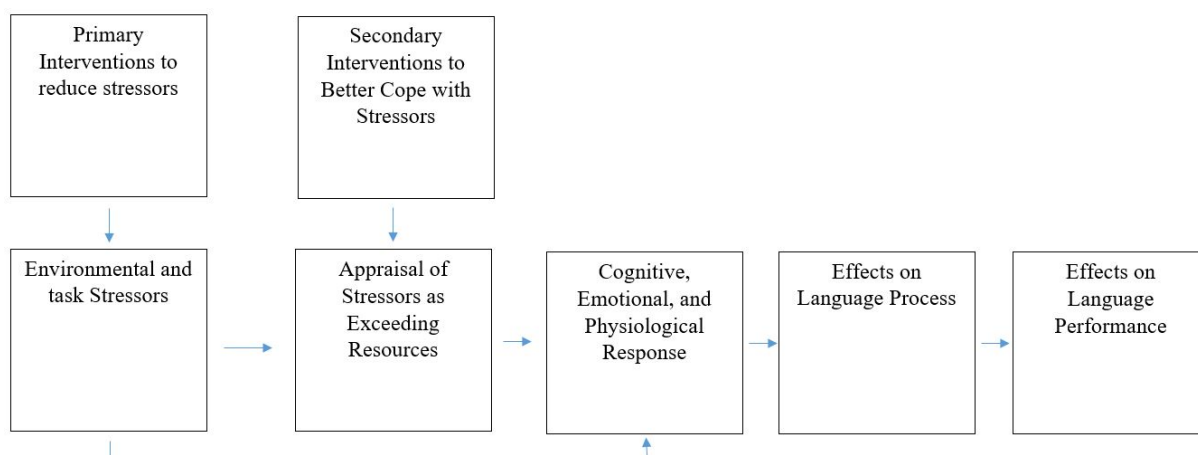 Primary
Interventions to
reduce stressors
Secondary
Interventions to
Better Cope with
Stressors
Environmental and
task Stressors
Appraisal of
Stressors as
Exceeding
Resources
Cognitive,
Emotional, and
Physiological
Response
Effects on
Language Process
Effects on
Language
Performance